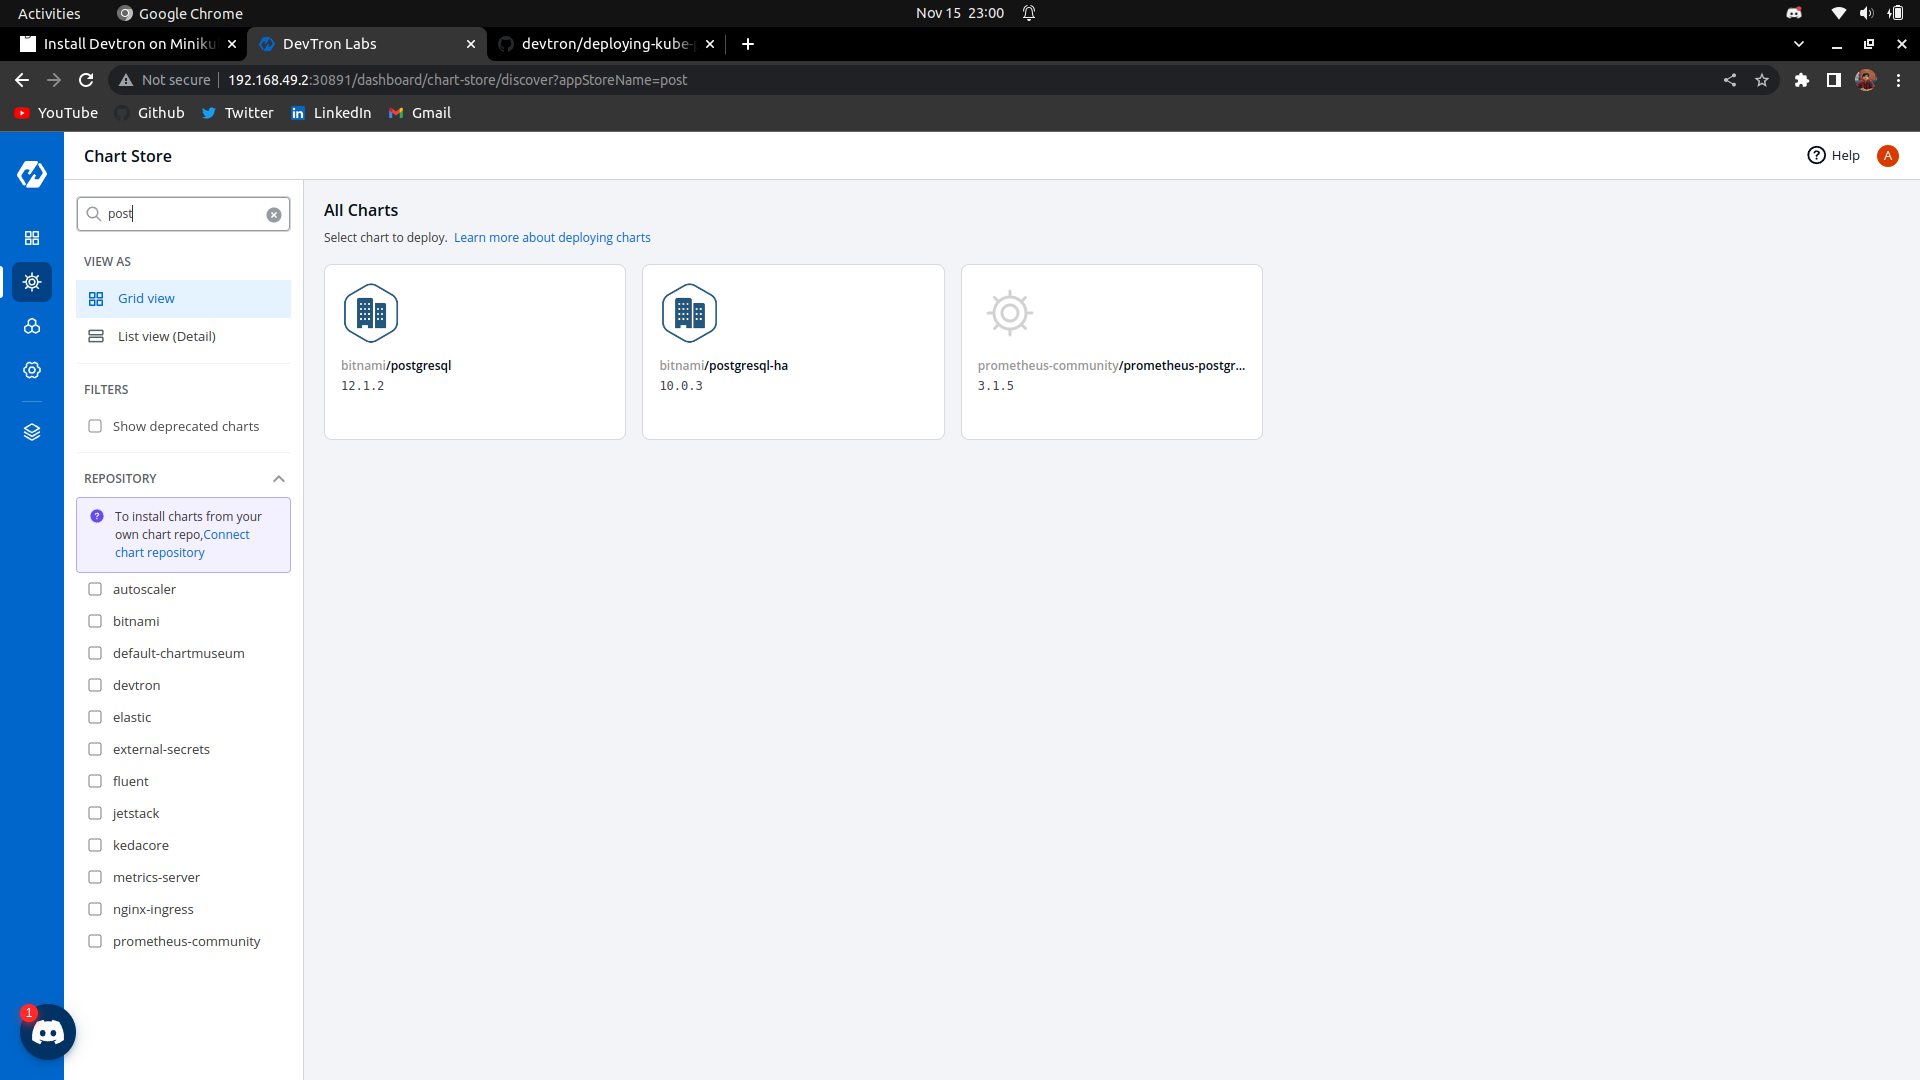 Activities Google Chrome Nov 15 23:00
Install Devtron on Miniku DevTron Labs devtron/deploying-kube-
Not secure 192.168.49.2:30891/dashboard/chart-store/discover?appStoreName=post
YouTube Github Twitter LinkedIn Gmail
Chart Store Help A
post
VIEW AS
Grid view
List view (Detail)
FILTERS
Show deprecated charts
REPOSITORY
To install charts from your
own chart repo,Connect
chart repository
autoscaler
bitnami
default-chartmuseum
devtron
elastic
external-secrets
fluent
jetstack
kedacore
metrics-server
nginx-ingress
prometheus-community
1
All Charts
Select chart to deploy. Learn more about deploying charts
bitnami/postgresql
12.1.2
bitnami/postgresql-ha
10.0.3
prometheus-community/prometheus-postgr...
3.1.5